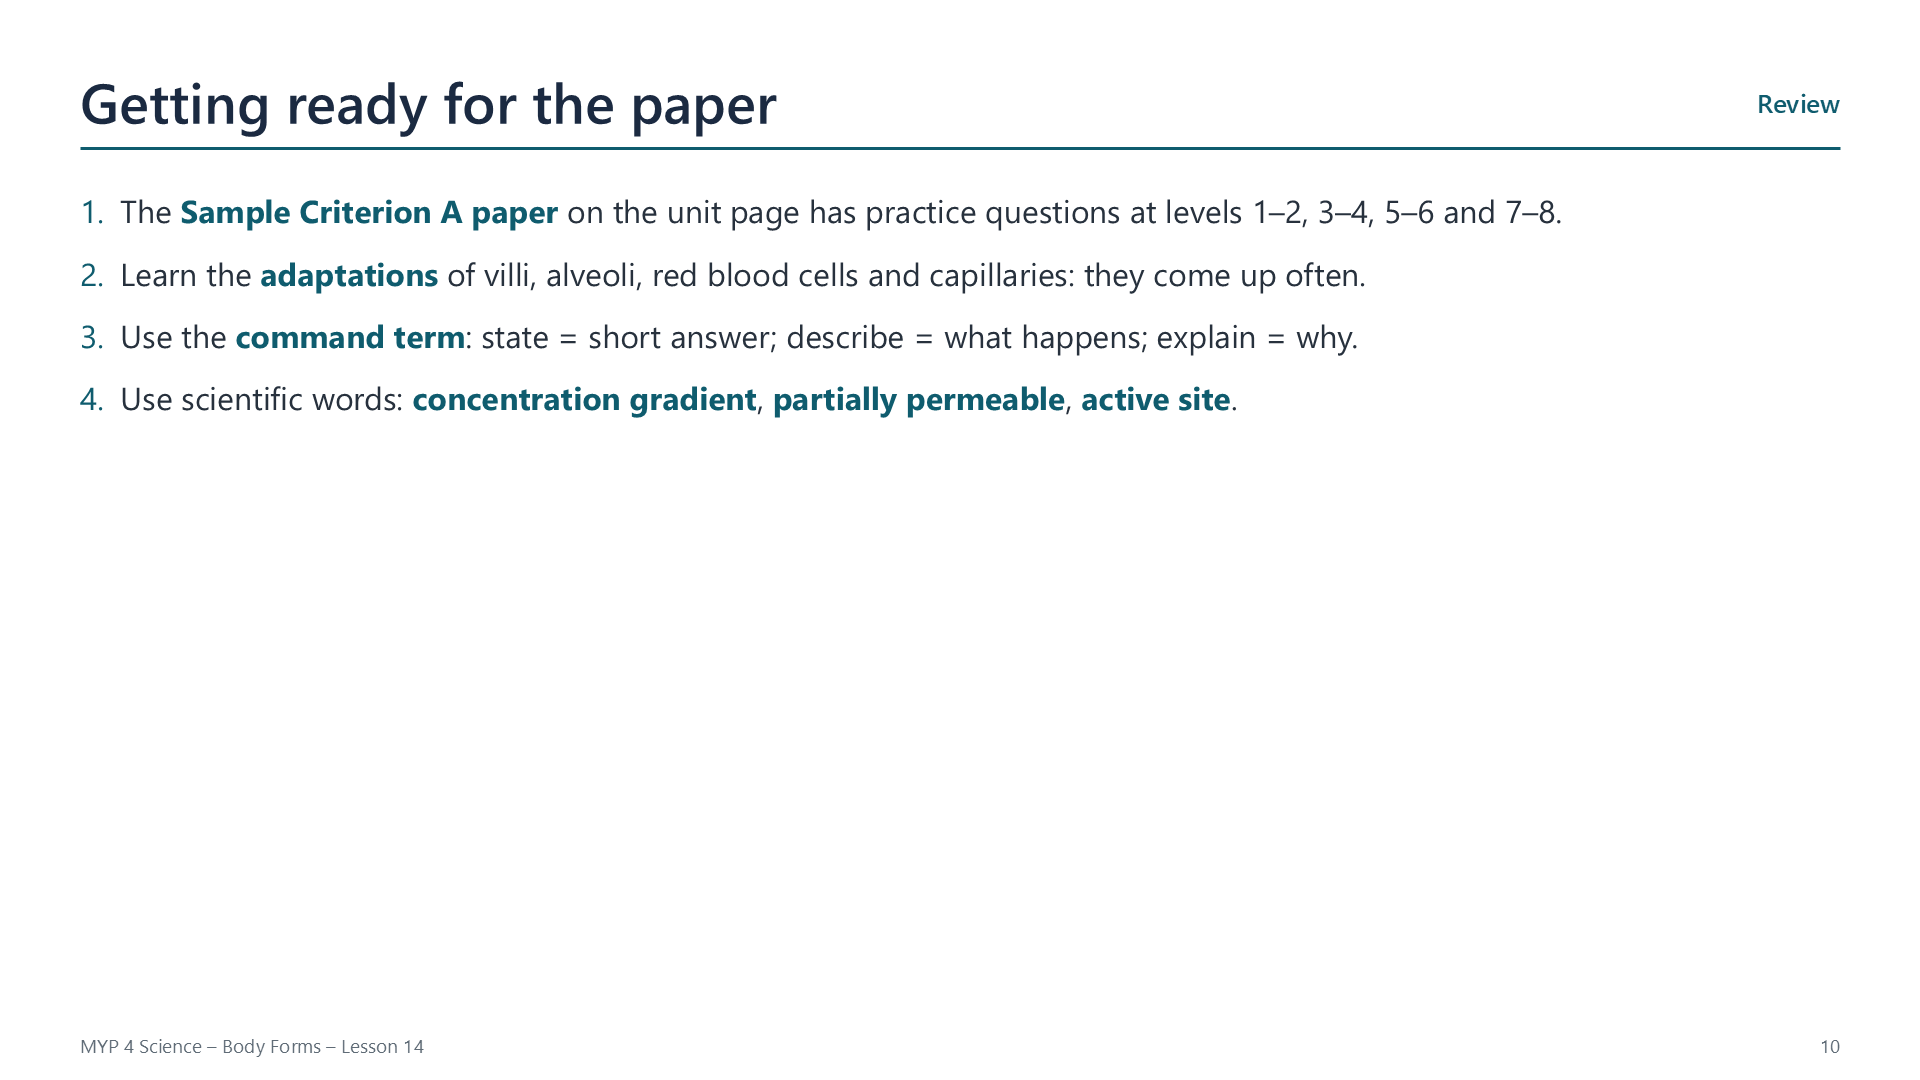 Getting ready for the paper
Review
1. The Sample Criterion A paper on the unit page has practice questions at levels 1–2, 3–4, 5–6 and 7–8.
2. Learn the adaptations of villi, alveoli, red blood cells and capillaries: they come up often.
3. Use the command term: state = short answer; describe = what happens; explain = why.
4. Use scientific words: concentration gradient, partially permeable, active site.
MYP 4 Science – Body Forms – Lesson 14
10